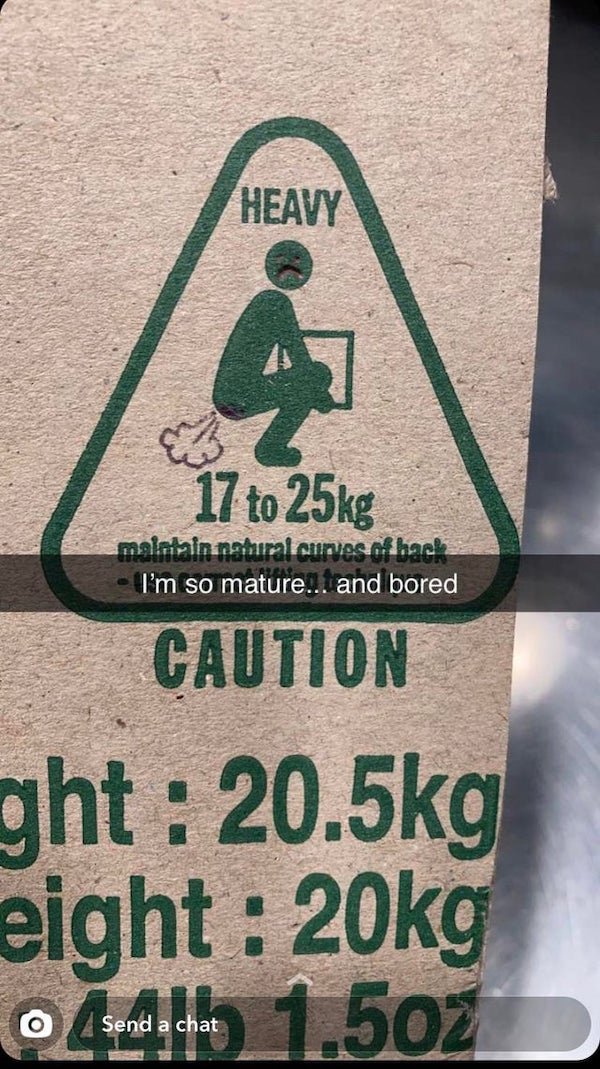 HEAVY
17 to 25kg
maintain natural curves of back
I'm so mature... and bored
CAUTION
ght : 20.5kg
eight : 20kg
44lb 1.5oz
Send a chat